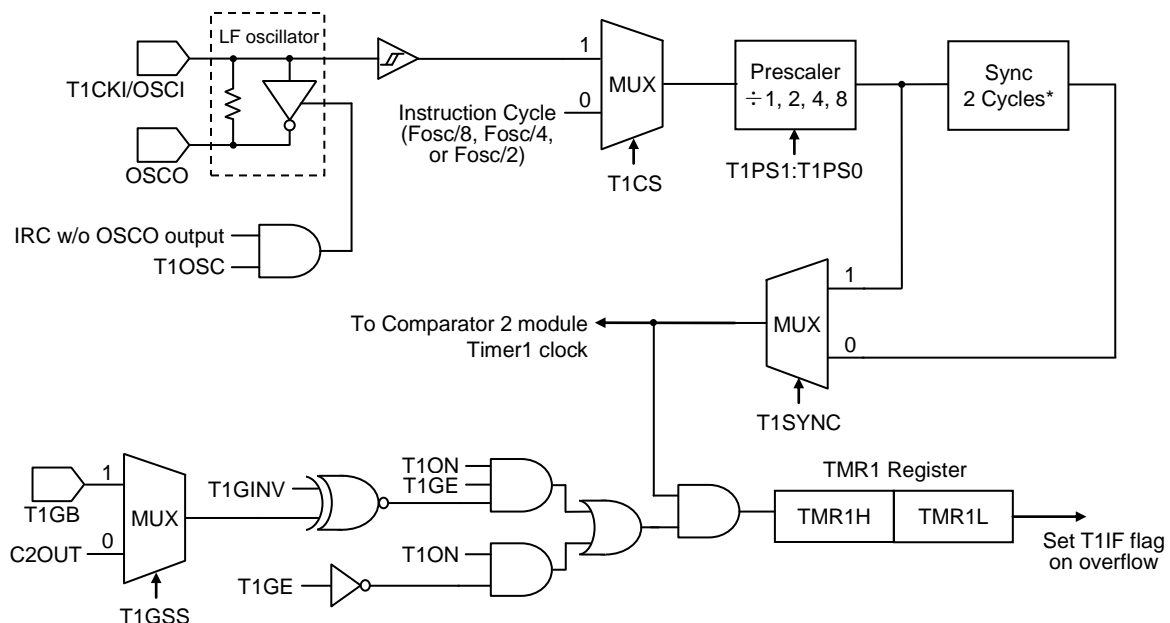 LF oscillator
T1CKI/OSCI
OSCO
IRC w/o OSCO output
T1OSC
1
0
Instruction Cycle
(Fosc/8, Fosc/4,
or Fosc/2)
MUX
T1CS
Prescaler
÷1, 2, 4, 8
T1PS1:T1PS0
Sync
2 Cycles*
To Comparator 2 module
Timer1 clock
MUX
1
0
T1SYNC
T1GB
1
C2OUT
0
MUX
T1GSS
T1GINV
T1ON
T1GE
T1ON
T1GE
TMR1 Register
TMR1H
TMR1L
Set T1IF flag
on overflow